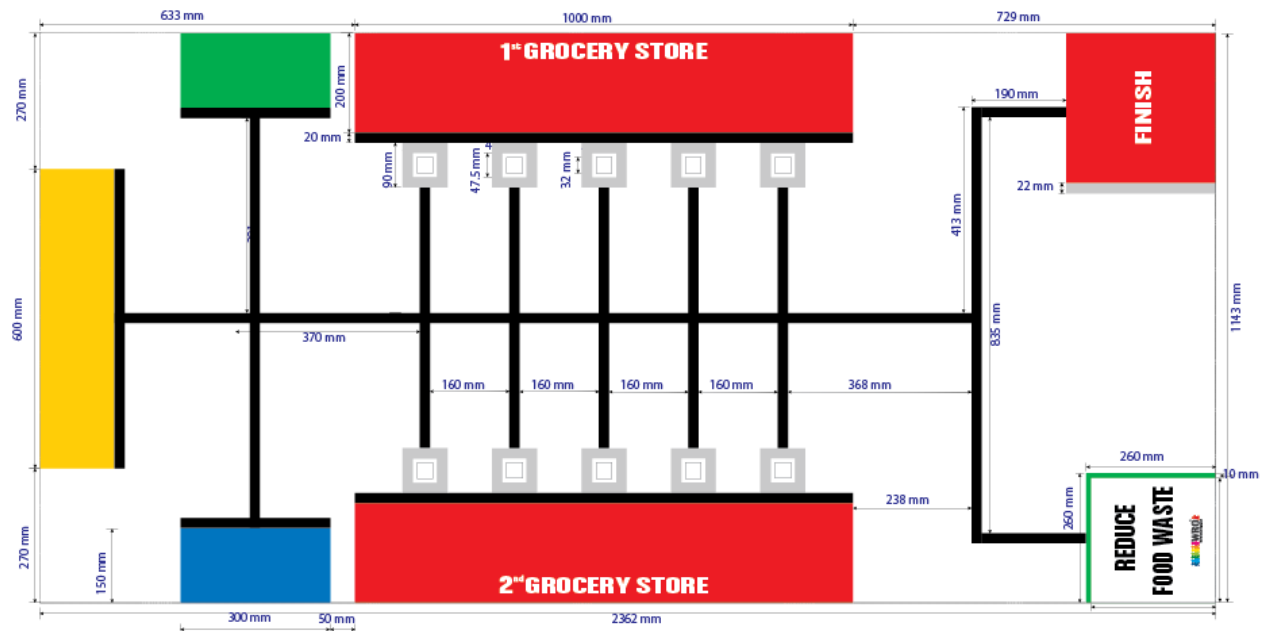 633 mm
1000 mm
729 mm
1st GROCERY STORE
270 mm
200 mm
20 mm
190 mm
FINISH
90 mm
47.5 mm
4
32 mm
22 mm
413 mm
600 mm
370 mm
835 mm
1143 mm
160 mm
160 mm
160 mm
160 mm
368 mm
260 mm
10 mm
238 mm
260 mm
REDUCE
FOOD WASTE
WRO
270 mm
150 mm
2nd GROCERY STORE
300 mm
50 mm
2362 mm